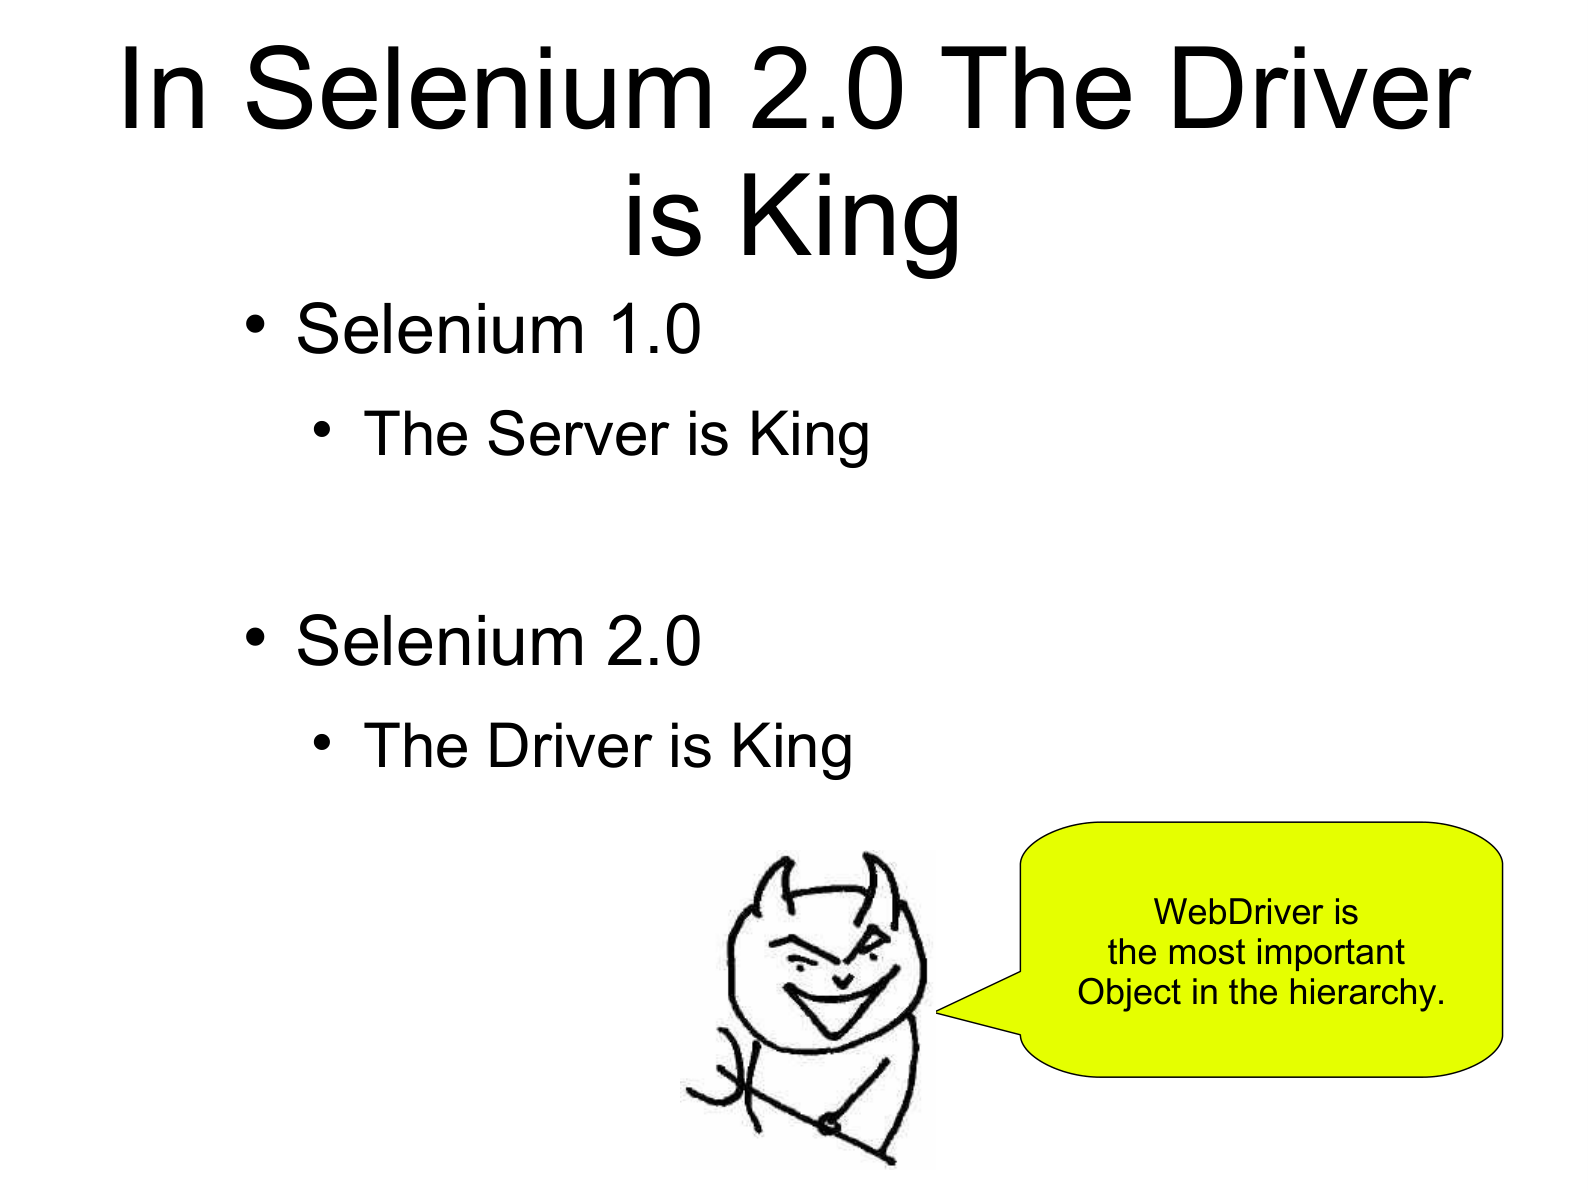 In Selenium 2.0 The Driver
is King
• Selenium 1.0
• The Server is King
• Selenium 2.0
• The Driver is King
WebDriver is
the most important
Object in the hierarchy.